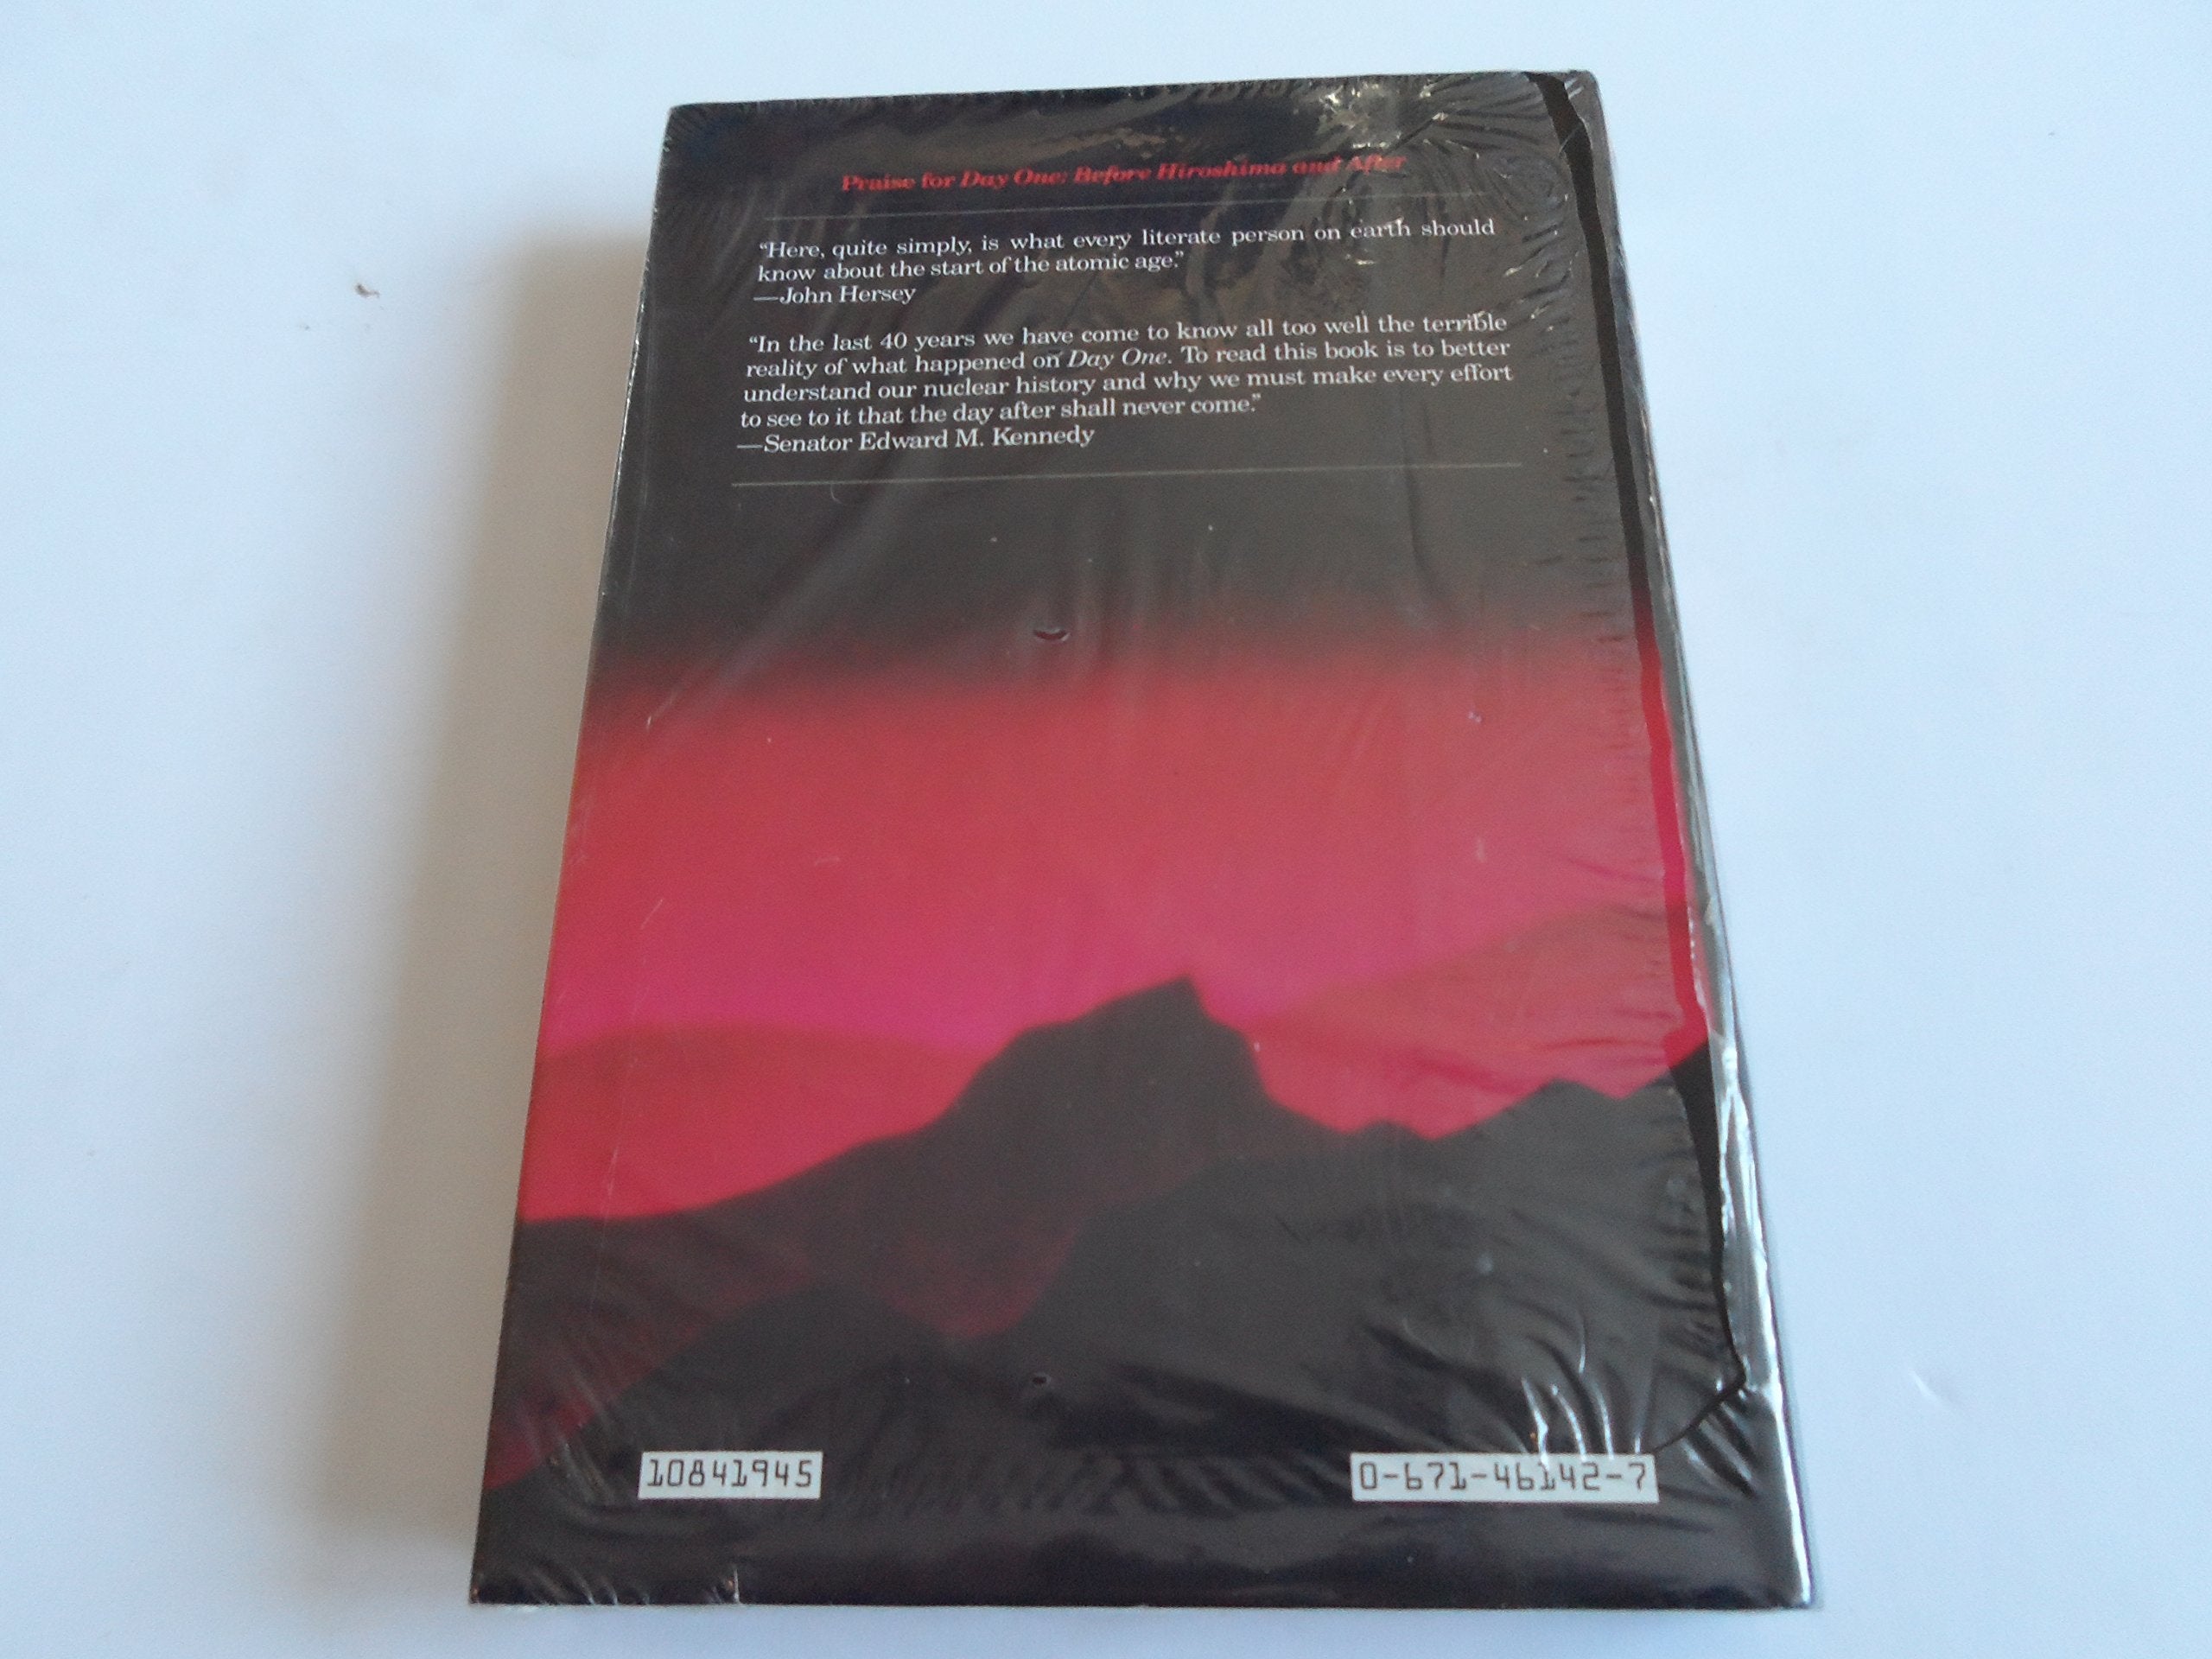 Praise for Day One: Before Hiroshima and After
“Here, quite simply, is what every literate person on earth should
know about the start of the atomic age.”
—John Hersey
“In the last 40 years we have come to know all too well the terrible
reality of what happened on Day One. To read this book is to better
understand our nuclear history and why we must make every effort
to see to it that the day after shall never come.”
—Senator Edward M. Kennedy
10841945
0-671-46142-7